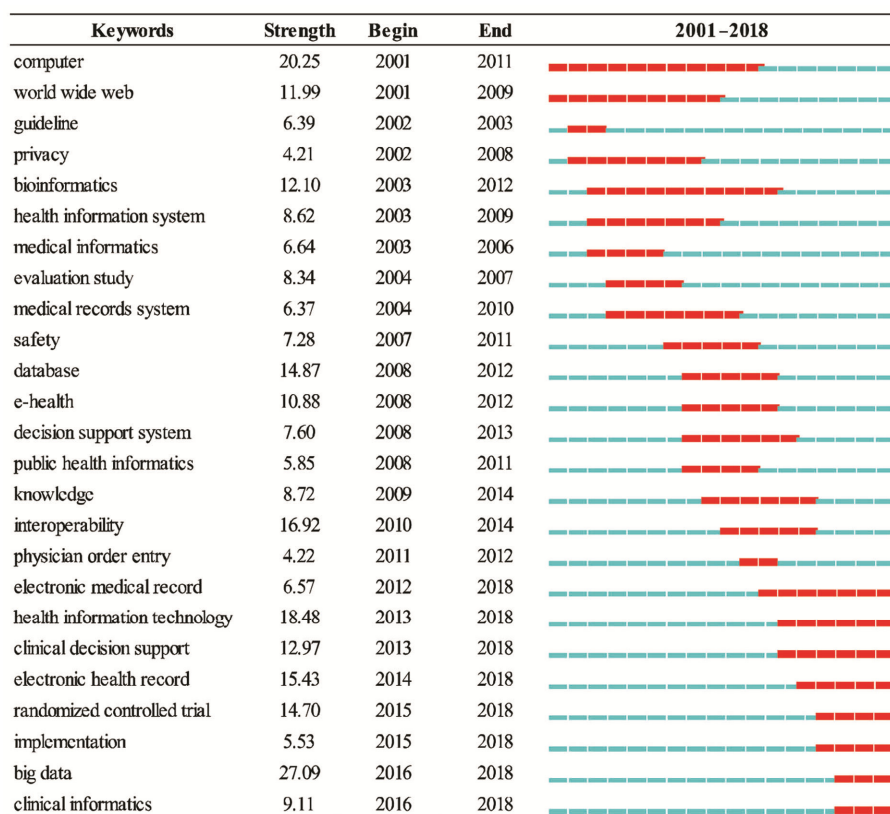 Keywords Strength Begin End 2001–2018
computer 20.25 2001 2011
world wide web 11.99 2001 2009
guideline 6.39 2002 2003
privacy 4.21 2002 2008
bioinformatics 12.10 2003 2012
health information system 8.62 2003 2009
medical informatics 6.64 2003 2006
evaluation study 8.34 2004 2007
medical records system 6.37 2004 2010
safety 7.28 2007 2011
database 14.87 2008 2012
e-health 10.88 2008 2012
decision support system 7.60 2008 2013
public health informatics 5.85 2008 2011
knowledge 8.72 2009 2014
interoperability 16.92 2010 2014
physician order entry 4.22 2011 2012
electronic medical record 6.57 2012 2018
health information technology 18.48 2013 2018
clinical decision support 12.97 2013 2018
electronic health record 15.43 2014 2018
randomized controlled trial 14.70 2015 2018
implementation 5.53 2015 2018
big data 27.09 2016 2018
clinical informatics 9.11 2016 2018